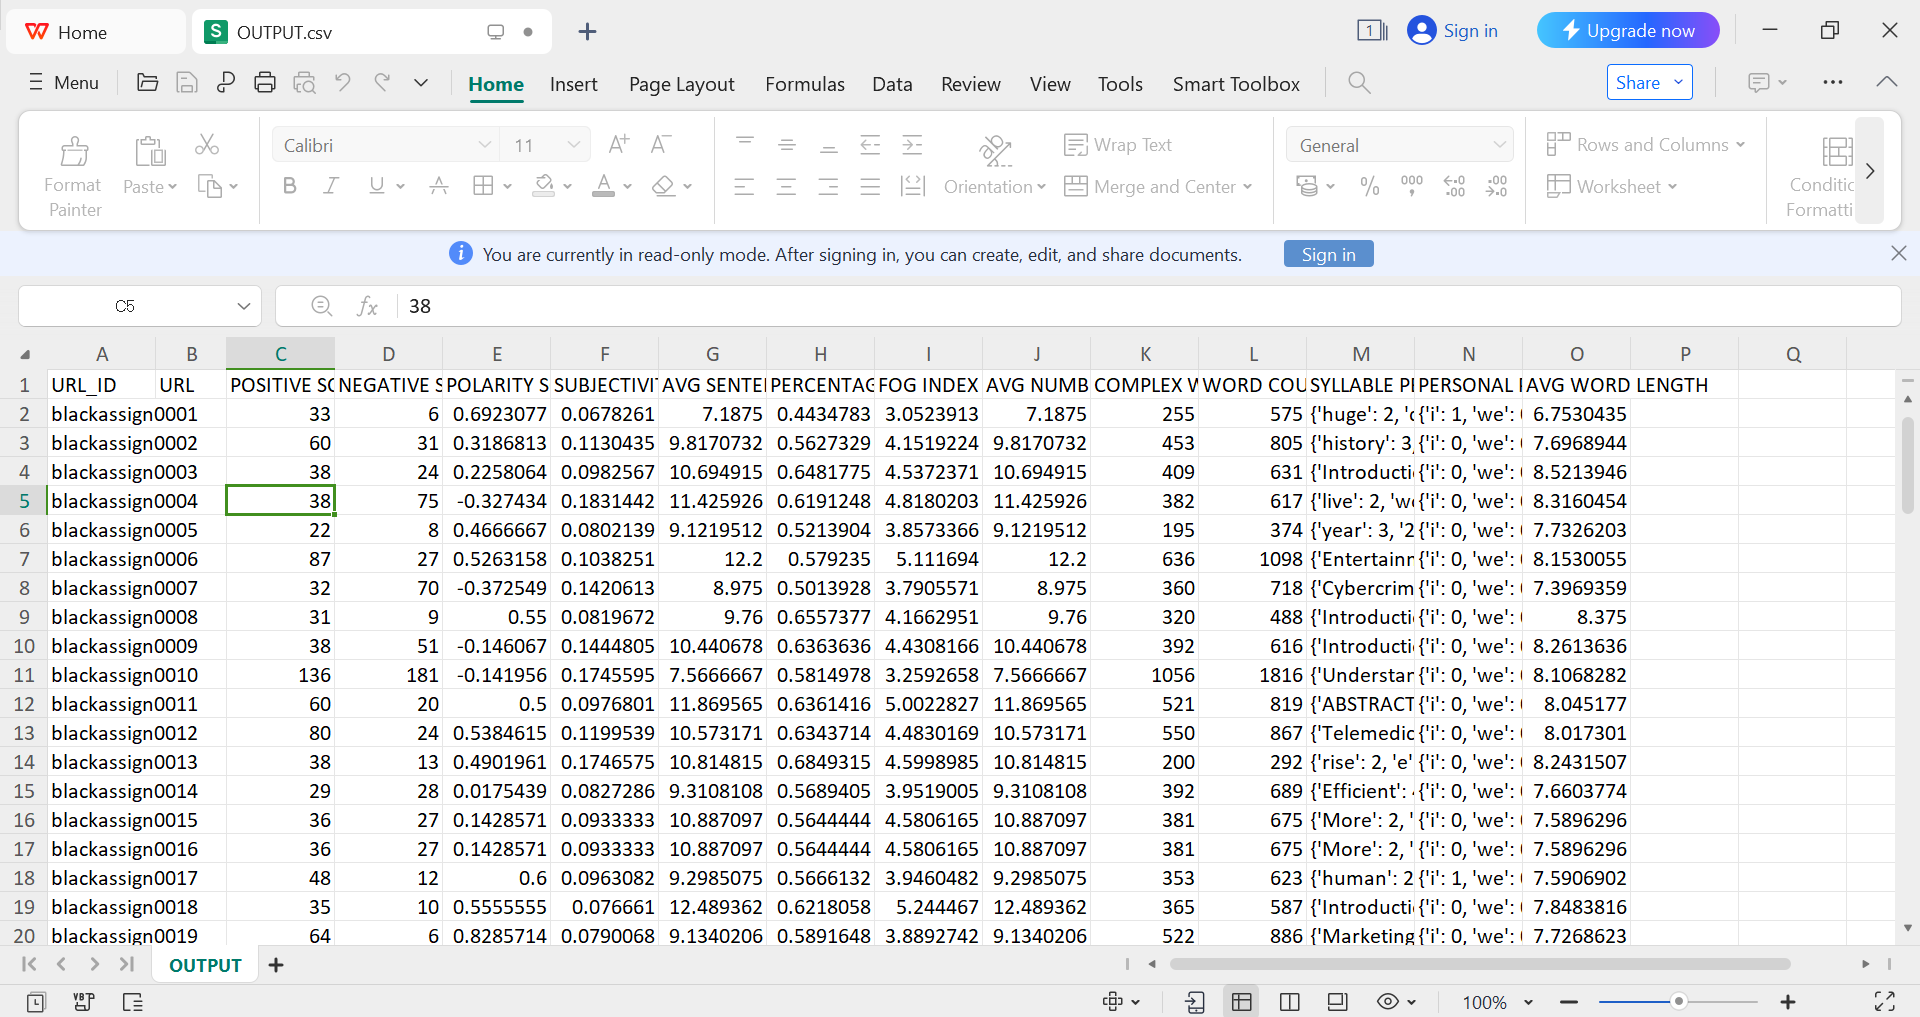 Home OUTPUT.csv Sign in Upgrade now
Menu Home Insert Page Layout Formulas Data Review View Tools Smart Toolbox Share
Format Painter Paste Calibri 11 Orientation Wrap Text Merge and Center General Rows and Columns Worksheet Conditic Formatti
You are currently in read-only mode. After signing in, you can create, edit, and share documents. Sign in
C5 fx 38
A B C D E F G H I J K L M N O P Q
1 URL_ID URL POSITIVE SC NEGATIVE S POLARITY S SUBJECTIVI AVG SENTE PERCENTAG FOG INDEX AVG NUMB COMPLEX W WORD COU SYLLABLE P PERSONAL AVG WORD LENGTH
2 blackassign0001 33 6 0.6923077 0.0678261 7.1875 0.4434783 3.0523913 7.1875 255 575 {'huge': 2, ' {'i': 1, 'we': 6.7530435
3 blackassign0002 60 31 0.3186813 0.1130435 9.8170732 0.5627329 4.1519224 9.8170732 453 805 {'history': 3, {'i': 0, 'we': 7.6968944
4 blackassign0003 38 24 0.2258064 0.0982567 10.694915 0.6481775 4.5372371 10.694915 409 631 {'Introducti {'i': 0, 'we': 8.5213946
5 blackassign0004 38 75 -0.327434 0.1831442 11.425926 0.6191248 4.8180203 11.425926 382 617 {'live': 2, 'w {'i': 0, 'we': 8.3160454
6 blackassign0005 22 8 0.4666667 0.0802139 9.1219512 0.5213904 3.8573366 9.1219512 195 374 {'year': 3, '2 {'i': 0, 'we': 7.7326203
7 blackassign0006 87 27 0.5263158 0.1038251 12.2 0.579235 5.111694 12.2 636 1098 {'Entertainr {'i': 0, 'we': 8.1530055
8 blackassign0007 32 70 -0.372549 0.1420613 8.975 0.5013928 3.7905571 8.975 360 718 {'Cybercrim {'i': 0, 'we': 7.3969359
9 blackassign0008 31 9 0.55 0.0819672 9.76 0.6557377 4.1662951 9.76 320 488 {'Introducti {'i': 0, 'we': 8.375
10 blackassign0009 38 51 -0.146067 0.1444805 10.440678 0.6363636 4.4308166 10.440678 392 616 {'Introducti {'i': 0, 'we': 8.2613636
11 blackassign0010 136 181 -0.141956 0.1745595 7.5666667 0.5814978 3.2592658 7.5666667 1056 1816 {'Understar {'i': 0, 'we': 8.1068282
12 blackassign0011 60 20 0.5 0.0976801 11.869565 0.6361416 5.0022827 11.869565 521 819 {'ABSTRACT {'i': 0, 'we': 8.045177
13 blackassign0012 80 24 0.5384615 0.1199539 10.573171 0.6343714 4.4830169 10.573171 550 867 {'Telemedic {'i': 0, 'we': 8.017301
14 blackassign0013 38 13 0.4901961 0.1746575 10.814815 0.6849315 4.5998985 10.814815 200 292 {'rise': 2, 'e' {'i': 0, 'we': 8.2431507
15 blackassign0014 29 28 0.0175439 0.0827286 9.3108108 0.5689405 3.9519005 9.3108108 392 689 {'Efficient': {'i': 0, 'we': 7.6603774
16 blackassign0015 36 27 0.1428571 0.0933333 10.887097 0.5644444 4.5806165 10.887097 381 675 {'More': 2, ' {'i': 0, 'we': 7.5896296
17 blackassign0016 36 27 0.1428571 0.0933333 10.887097 0.5644444 4.5806165 10.887097 381 675 {'More': 2, ' {'i': 0, 'we': 7.5896296
18 blackassign0017 48 12 0.6 0.0963082 9.2985075 0.5666132 3.9460482 9.2985075 353 623 {'human': 2 {'i': 1, 'we': 7.5906902
19 blackassign0018 35 10 0.5555555 0.076661 12.489362 0.6218058 5.244467 12.489362 365 587 {'Introducti {'i': 0, 'we': 7.8483816
20 blackassign0019 64 6 0.8285714 0.0790068 9.1340206 0.5891648 3.8892742 9.1340206 522 886 {'Marketing {'i': 0, 'we': 7.7268623
OUTPUT
100%